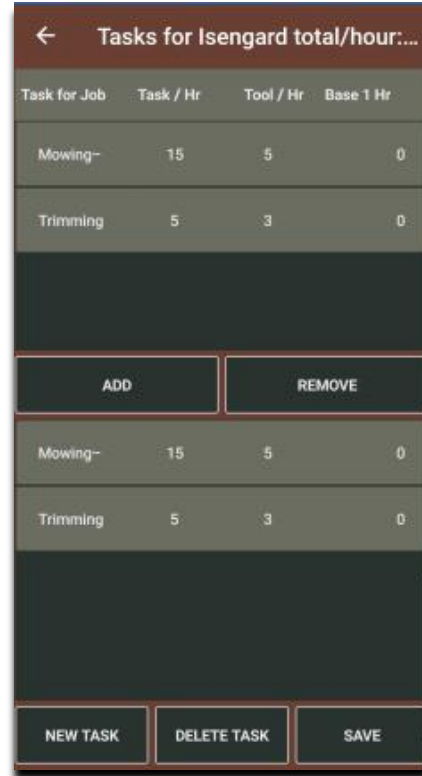 ← Tasks for Isengard total/hour:...
Task for Job Task / Hr Tool / Hr Base 1 Hr
Mowing~ 15 5 0
Trimming 5 3 0
ADD REMOVE
Mowing~ 15 5 0
Trimming 5 3 0
NEW TASK DELETE TASK SAVE